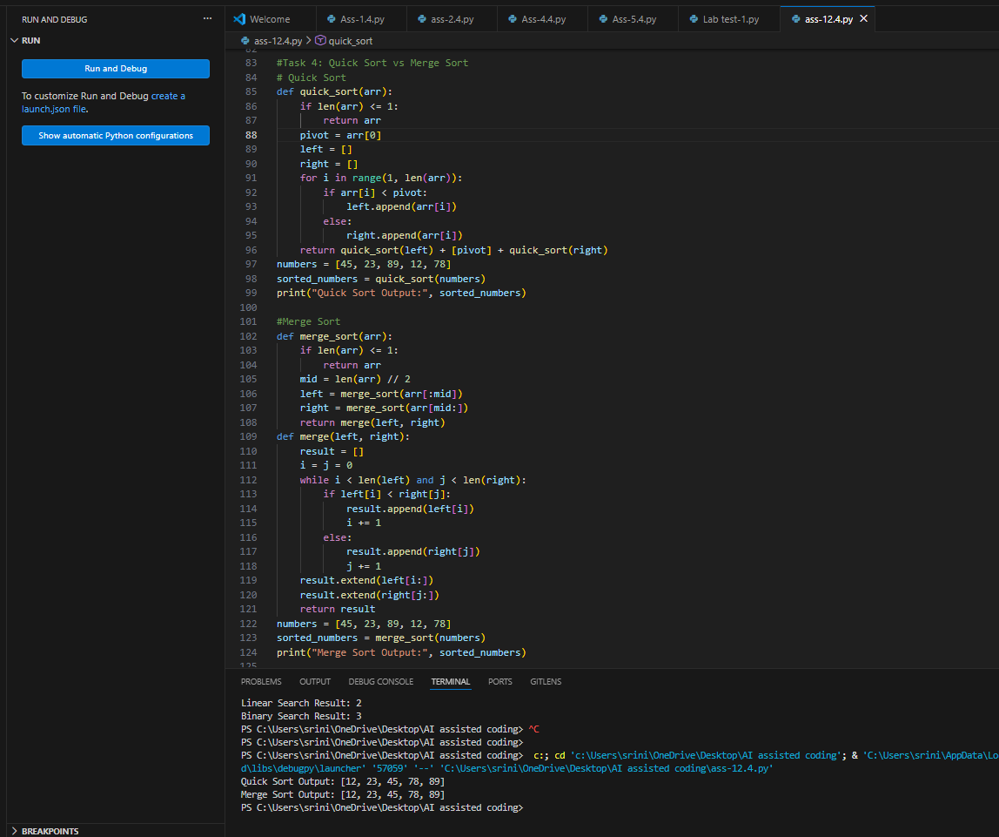 RUN AND DEBUG
···
RUN
Run and Debug
To customize Run and Debug create a
launch.json file.
Show automatic Python configurations
BREAKPOINTS
Welcome
Ass-1.4.py
ass-2.4.py
Ass-4.4.py
Ass-5.4.py
Lab test-1.py
ass-12.4.py
ass-12.4.py > quick_sort
82
83 #Task 4: Quick Sort vs Merge Sort
84 # Quick Sort
85 def quick_sort(arr):
86     if len(arr) <= 1:
87         return arr
88     pivot = arr[0]
89     left = []
90     right = []
91     for i in range(1, len(arr)):
92         if arr[i] < pivot:
93             left.append(arr[i])
94         else:
95             right.append(arr[i])
96     return quick_sort(left) + [pivot] + quick_sort(right)
97 numbers = [45, 23, 89, 12, 78]
98 sorted_numbers = quick_sort(numbers)
99 print("Quick Sort Output:", sorted_numbers)
100
101 #Merge Sort
102 def merge_sort(arr):
103     if len(arr) <= 1:
104         return arr
105     mid = len(arr) // 2
106     left = merge_sort(arr[:mid])
107     right = merge_sort(arr[mid:])
108     return merge(left, right)
109 def merge(left, right):
110     result = []
111     i = j = 0
112     while i < len(left) and j < len(right):
113         if left[i] < right[j]:
114             result.append(left[i])
115             i += 1
116         else:
117             result.append(right[j])
118             j += 1
119     result.extend(left[i:])
120     result.extend(right[j:])
121     return result
122 numbers = [45, 23, 89, 12, 78]
123 sorted_numbers = merge_sort(numbers)
124 print("Merge Sort Output:", sorted_numbers)
125
PROBLEMS OUTPUT DEBUG CONSOLE TERMINAL PORTS GITLENS
Linear Search Result: 2
Binary Search Result: 3
PS C:\Users\srini\OneDrive\Desktop\AI assisted coding> ^C
PS C:\Users\srini\OneDrive\Desktop\AI assisted coding>
PS C:\Users\srini\OneDrive\Desktop\AI assisted coding>  c:; cd 'c:\Users\srini\OneDrive\Desktop\AI assisted coding'; & 'C:\Users\srini\AppData\Lo
d\libs\debugpy\launcher' '57059' '--' 'C:\Users\srini\OneDrive\Desktop\AI assisted coding\ass-12.4.py'
Quick Sort Output: [12, 23, 45, 78, 89]
Merge Sort Output: [12, 23, 45, 78, 89]
PS C:\Users\srini\OneDrive\Desktop\AI assisted coding>